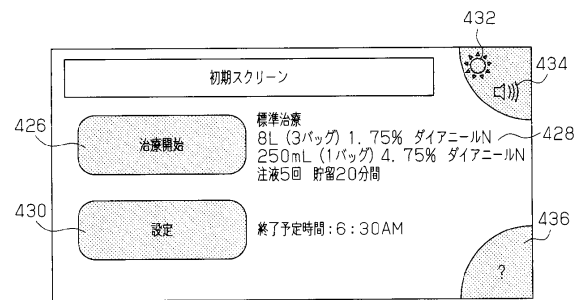 432
初期スクリーン
434
426
治療開始
標準治療
8L (3バッグ) 1. 75% ダイアニールN
428
250mL (1バッグ) 4. 75% ダイアニールN
注液5回 貯留20分間
430
設定
終了予定時間:6:30AM
436
?